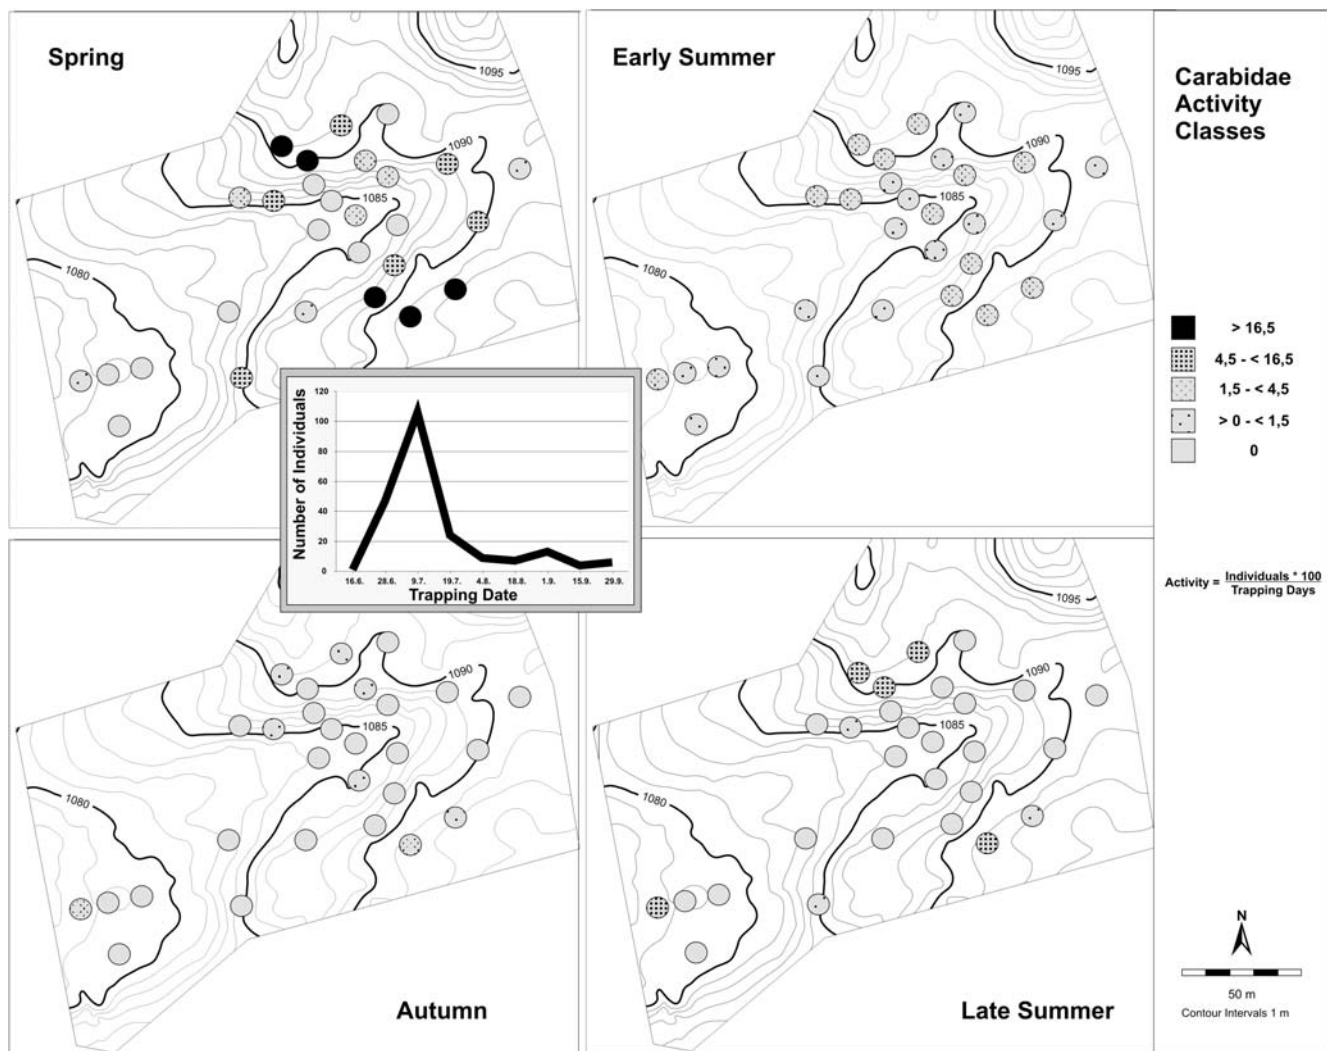 Spring
1095
1090
1085
1080
Early Summer
1095
1090
1085
1080
Carabidae
Activity
Classes
> 16,5
4,5 - < 16,5
1,5 - < 4,5
> 0 - < 1,5
0
Number of Individuals
120
100
80
60
40
20
0
16.6. 28.6. 9.7. 19.7. 4.8. 18.8. 1.9. 15.9. 29.9.
Trapping Date
Activity = Individuals * 100
Trapping Days
1090
1085
1080
Autumn
1095
1090
1085
1080
Late Summer
N
50 m
Contour Intervals 1 m